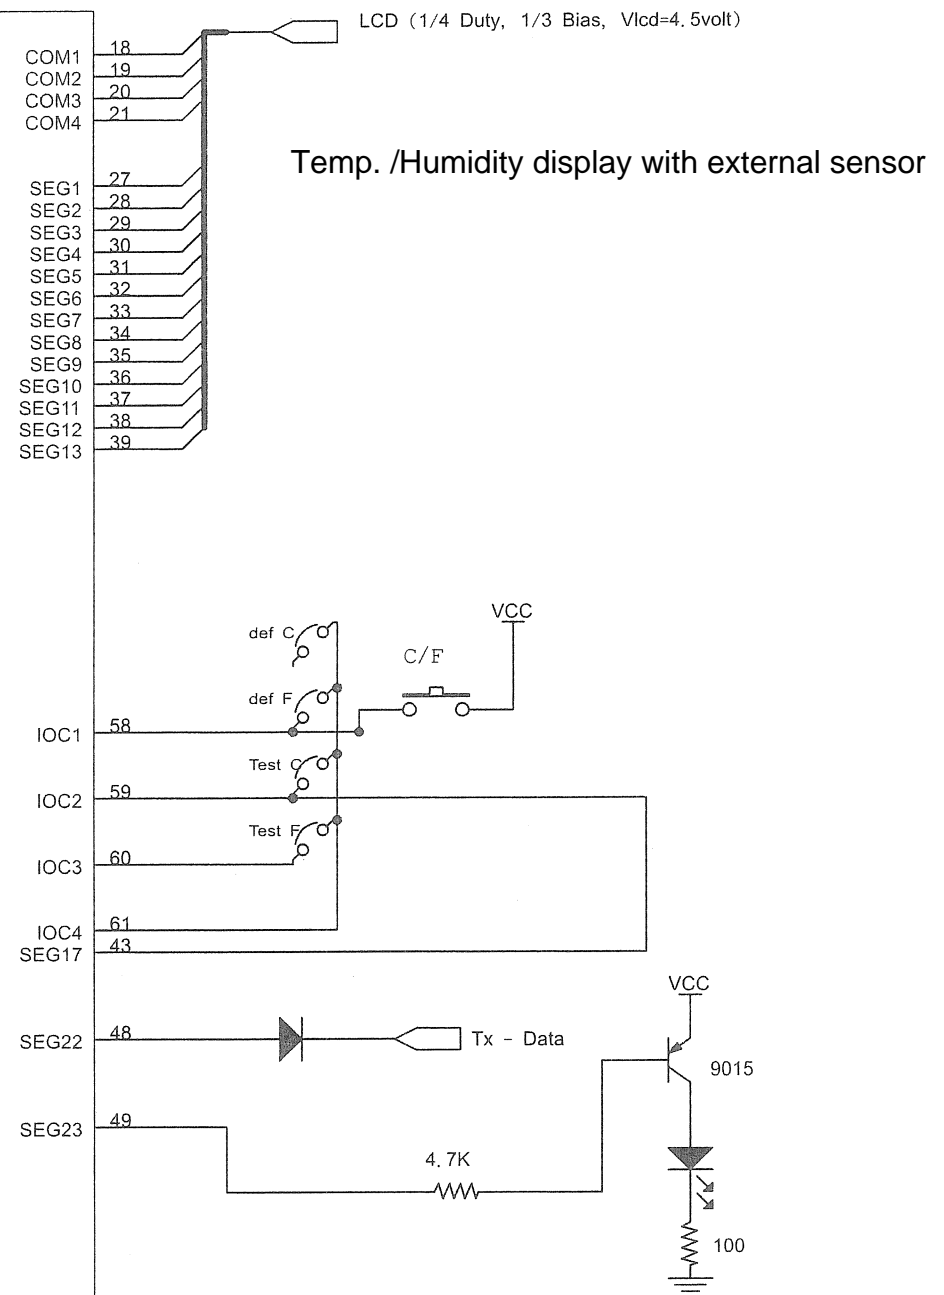 LCD (1/4 Duty, 1/3 Bias, Vlcd=4.5volt)
COM1 18
COM2 19
COM3 20
COM4 21
Temp. /Humidity display with external sensor
SEG1 27
SEG2 28
SEG3 29
SEG4 30
SEG5 31
SEG6 32
SEG7 33
SEG8 34
SEG9 35
SEG10 36
SEG11 37
SEG12 38
SEG13 39
VCC
def C
C/F
def F
IOC1 58
Test C
IOC2 59
Test F
IOC3 60
IOC4 61
SEG17 43
VCC
SEG22 48 Tx - Data
9015
SEG23 49
4.7K
100